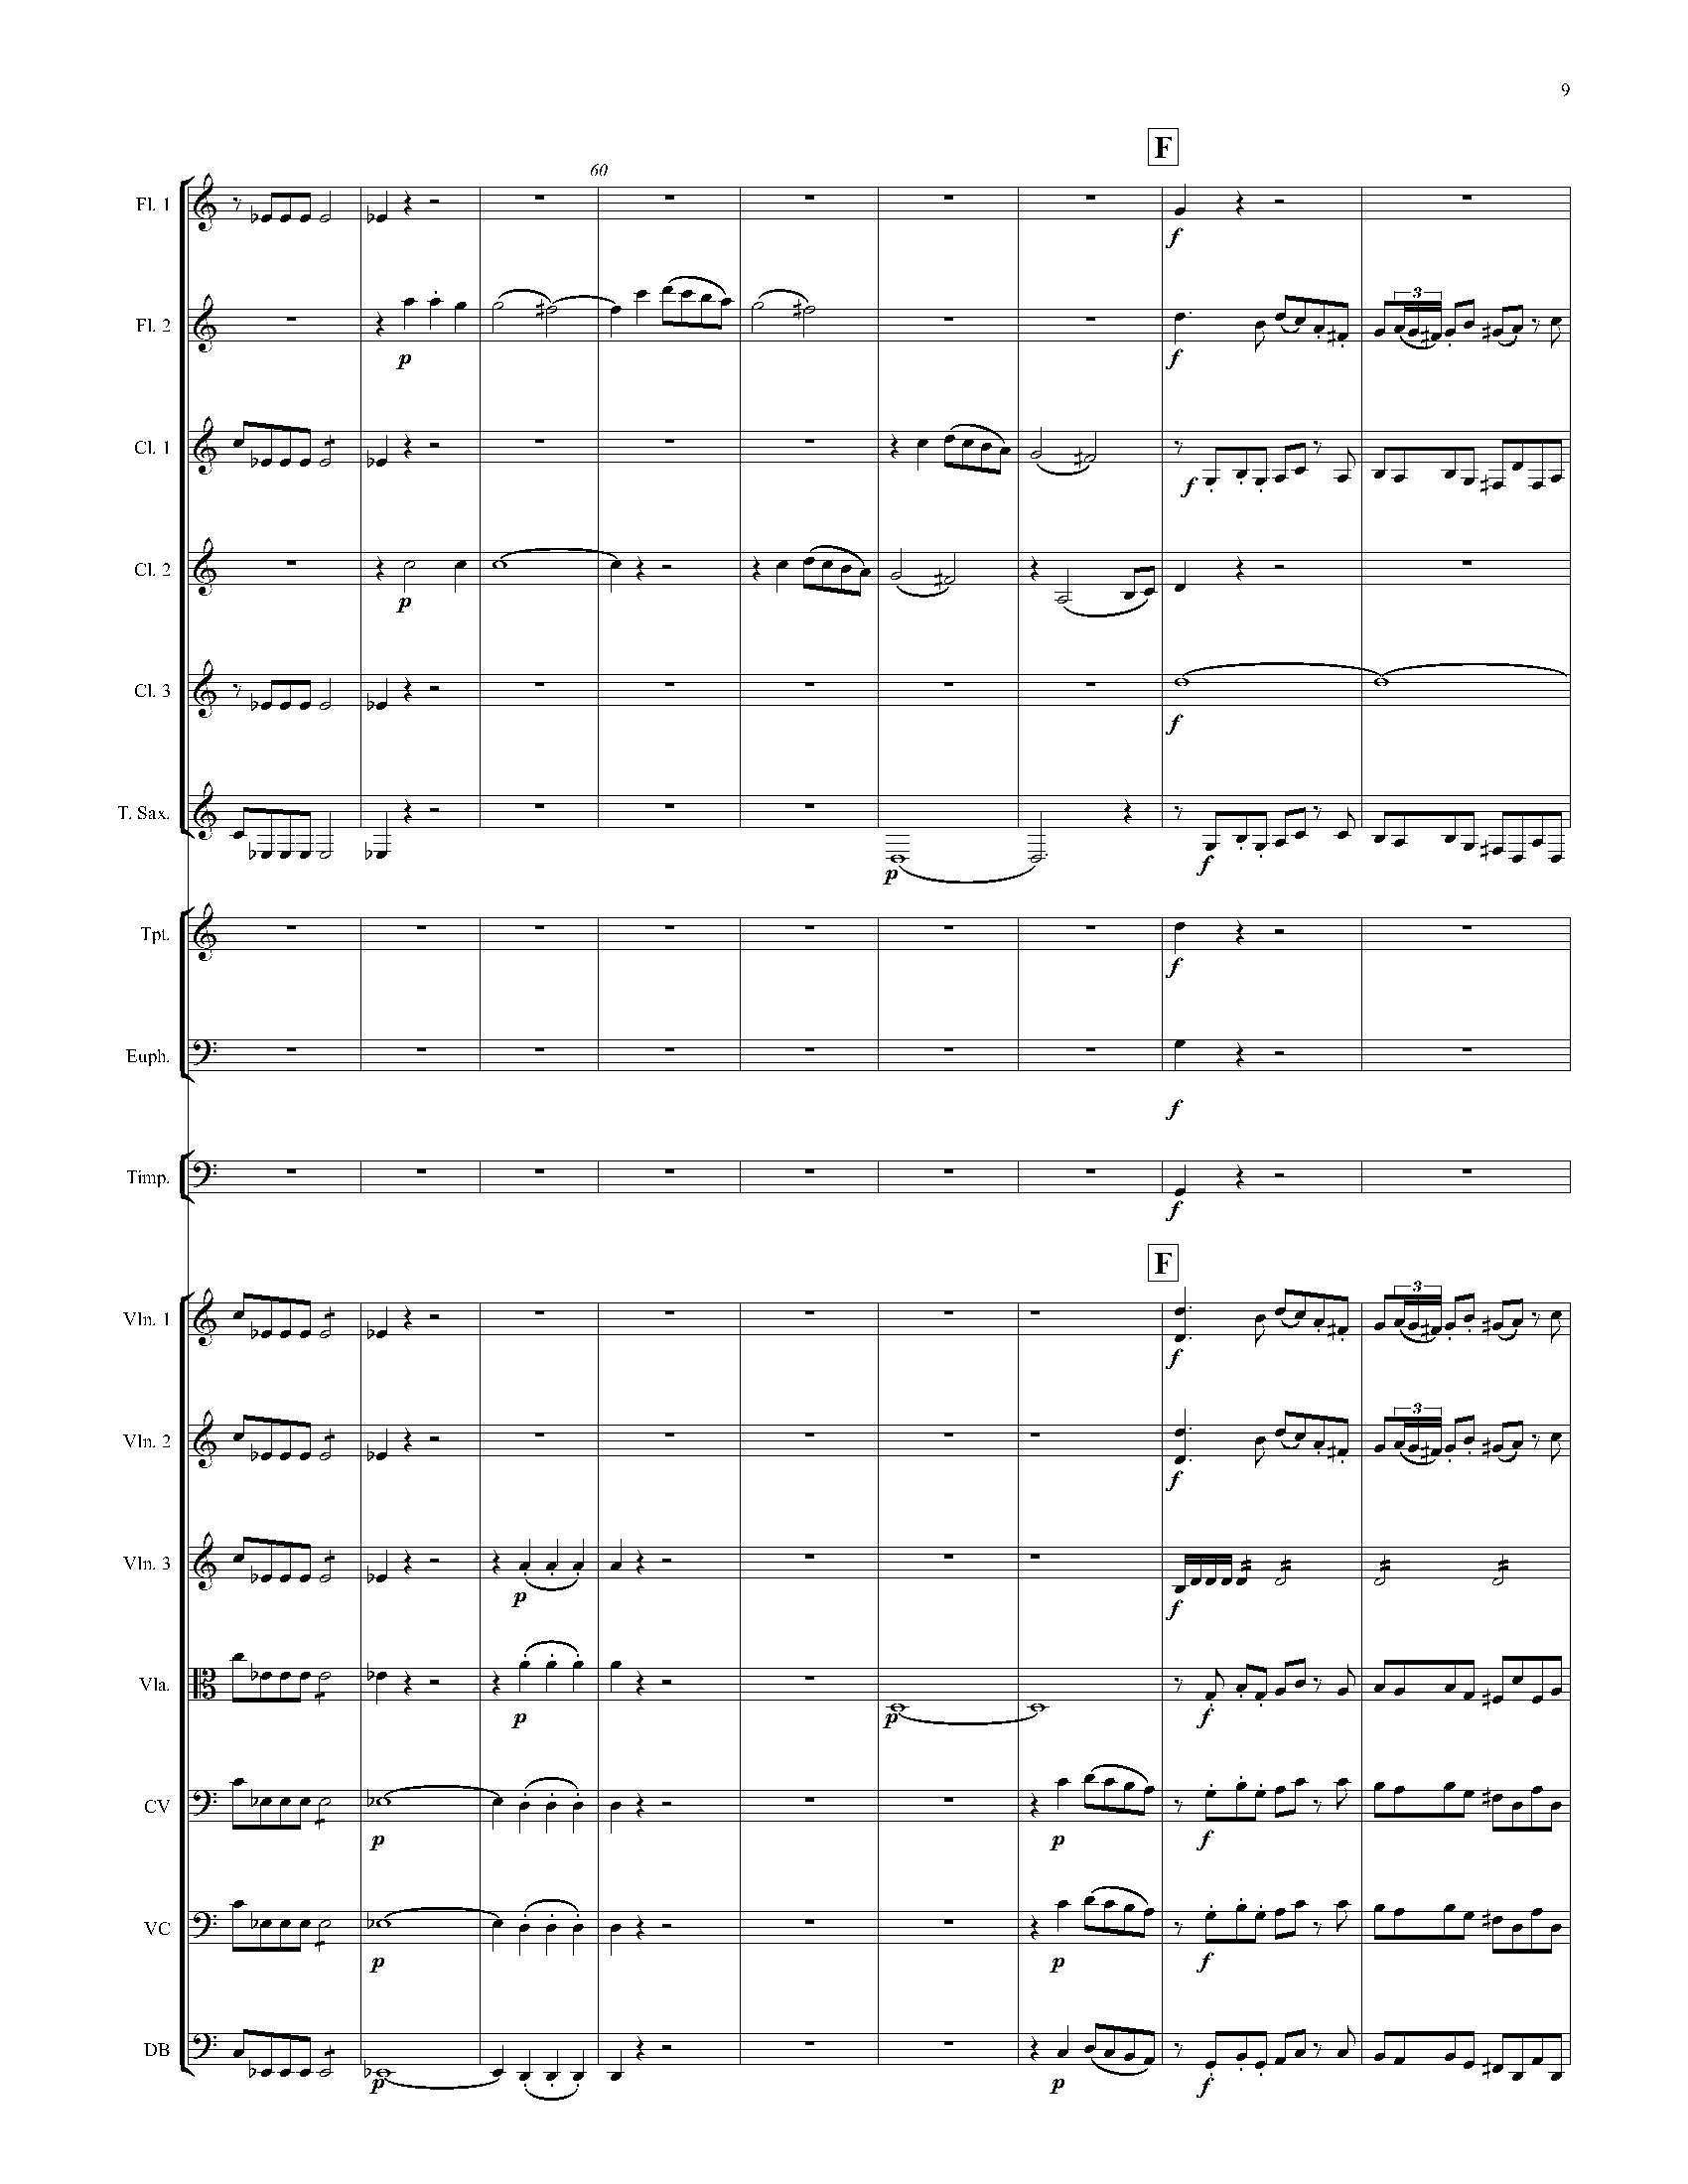 9
F
60
Fl. 1
f
Fl. 2
p
f
3
Cl. 1
f
Cl. 2
p
Cl. 3
f
T. Sax.
p
f
Tpt.
f
Euph.
f
Timp.
f
F
Vln. 1
f
3
Vln. 2
f
3
Vln. 3
p
f
Vla.
p
p
f
CV
p
p
f
VC
p
p
f
DB
p
p
f